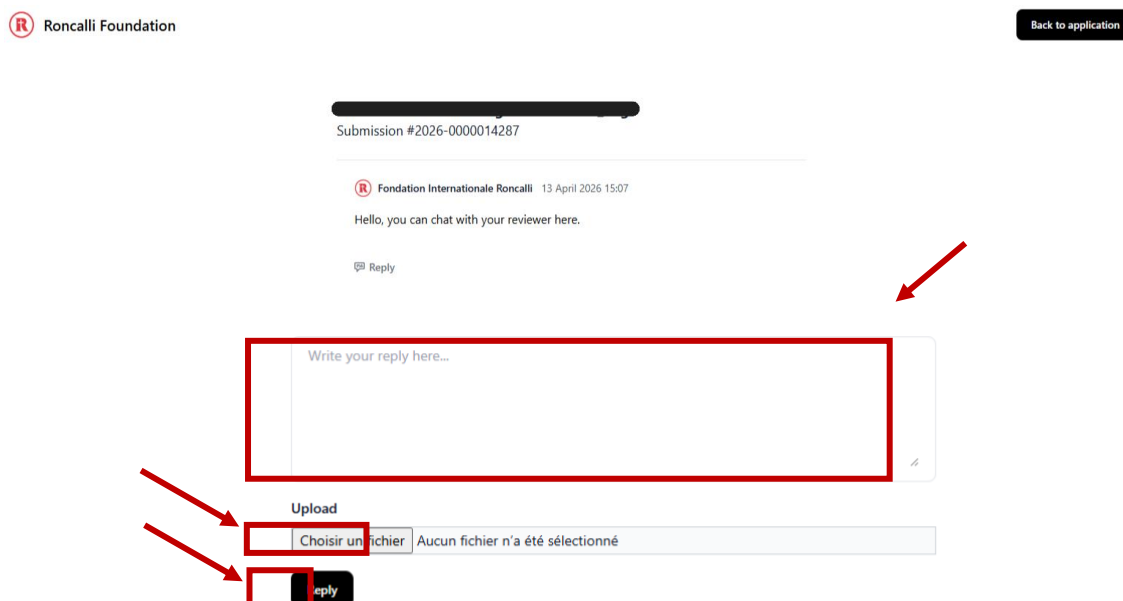 Roncalli Foundation
Back to application
Submission #2026-0000014287
Fondation Internationale Roncalli 13 April 2026 15:07
Hello, you can chat with your reviewer here.
Reply
Write your reply here...
Upload
Choisir un fichier Aucun fichier n'a été sélectionné
Reply